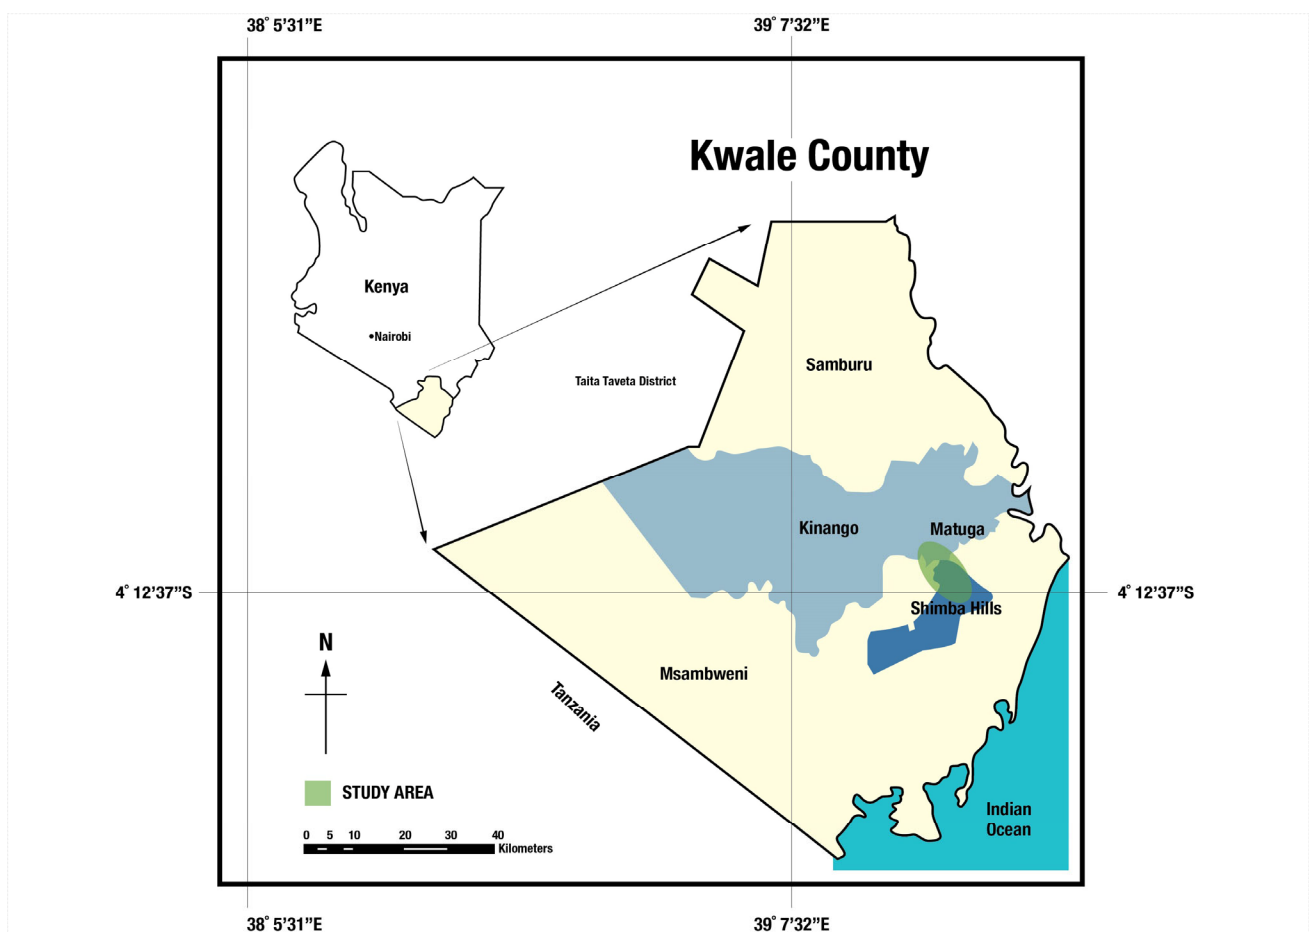 38° 5'31”E
39° 7'32”E
Kwale County
Kenya
•Nairobi
Taita Taveta District
Samburu
Kinango
Matuga
4° 12'37”S
4° 12'37”S
Shimba Hills
N
Msambweni
Tanzania
STUDY AREA
Indian
Ocean
0 5 10 20 30 40
Kilometers
38° 5'31”E
39° 7'32”E